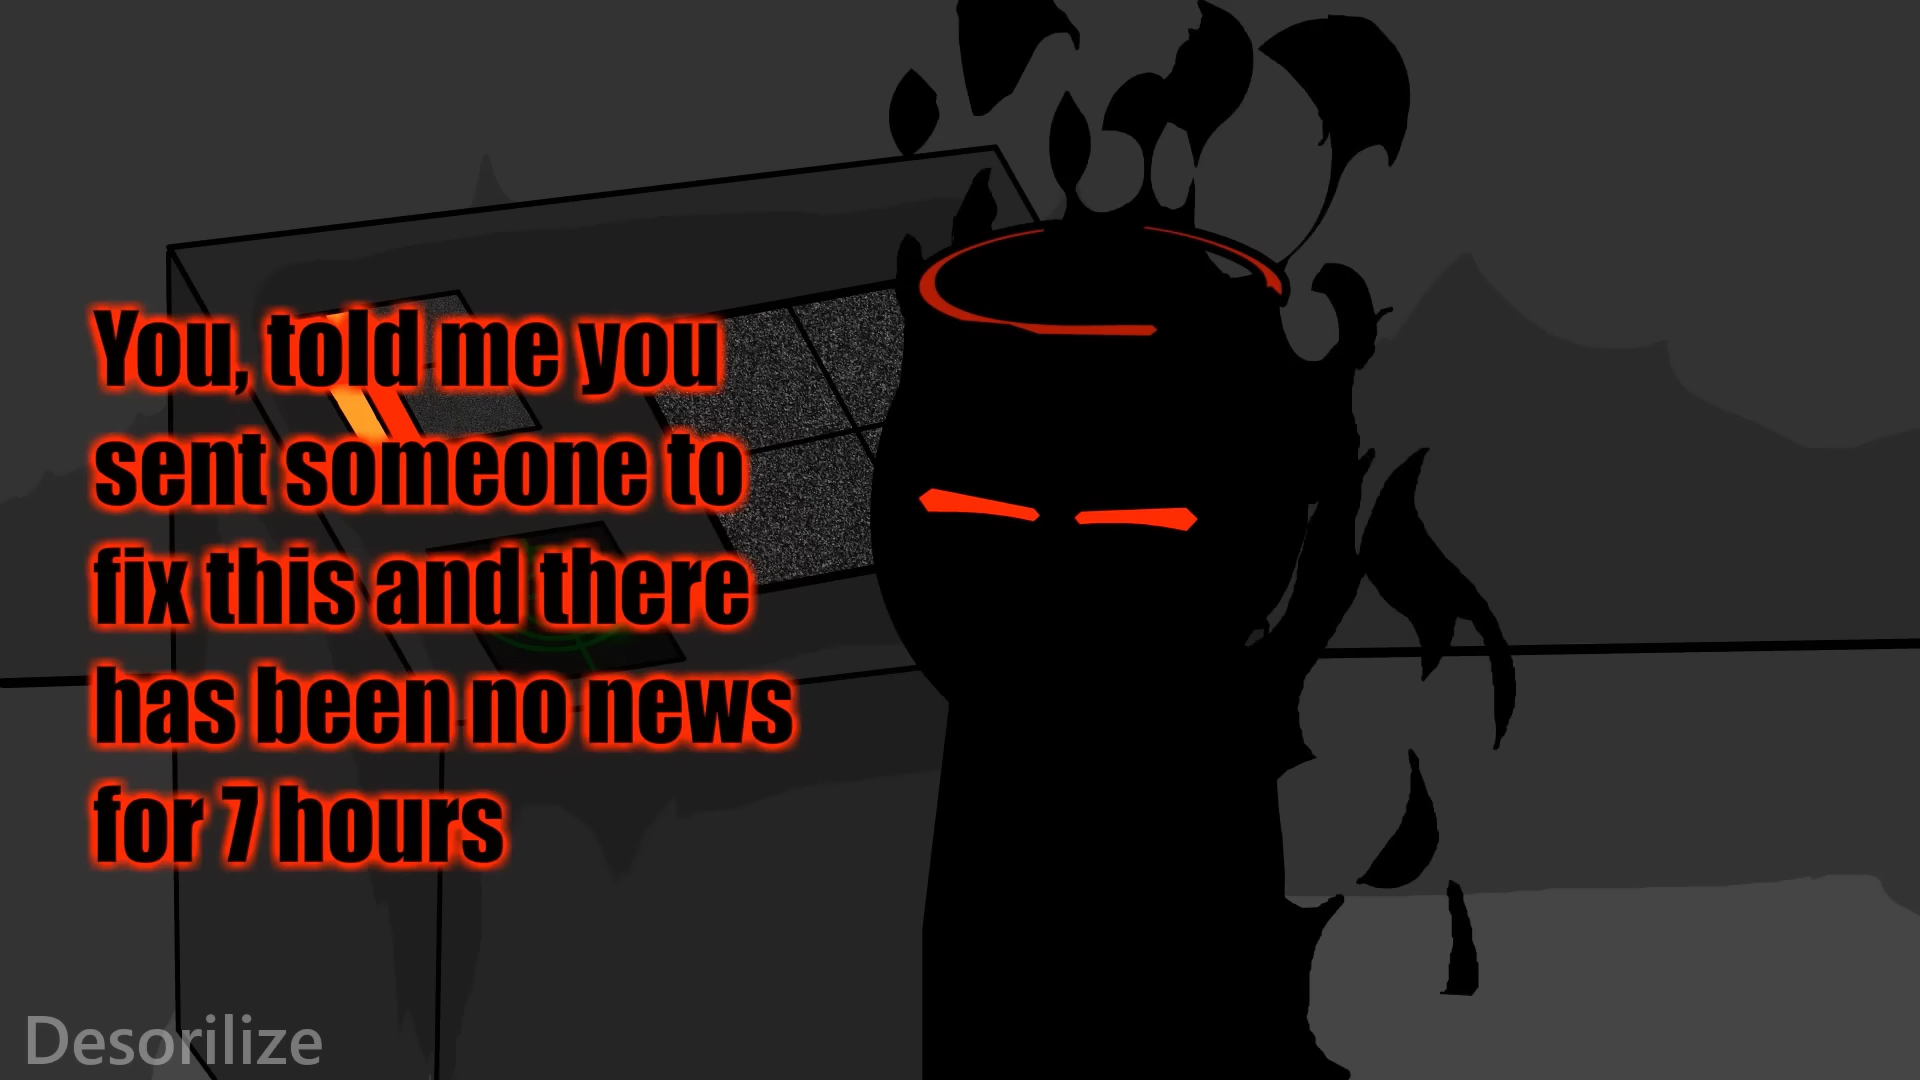 You, told me you
sent someone to
fix this and there
has been no news
for 7 hours
Desorilize